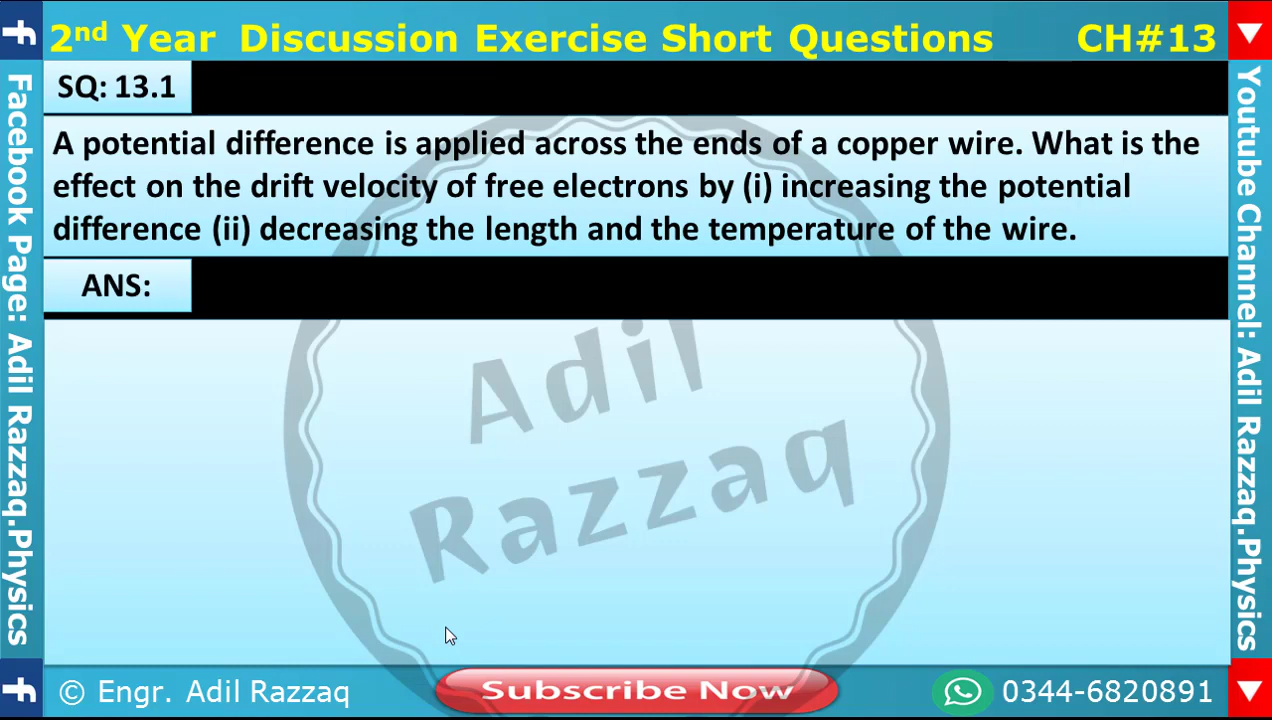 2nd Year Discussion Exercise Short Questions CH#13
SQ: 13.1
A potential difference is applied across the ends of a copper wire. What is the
effect on the drift velocity of free electrons by (i) increasing the potential
difference (ii) decreasing the length and the temperature of the wire.
ANS:
Adil
Razzaq
Facebook Page: Adil Razzaq.Physics
Youtube Channel: Adil Razzaq.Physics
© Engr. Adil Razzaq
Subscribe Now
0344-6820891